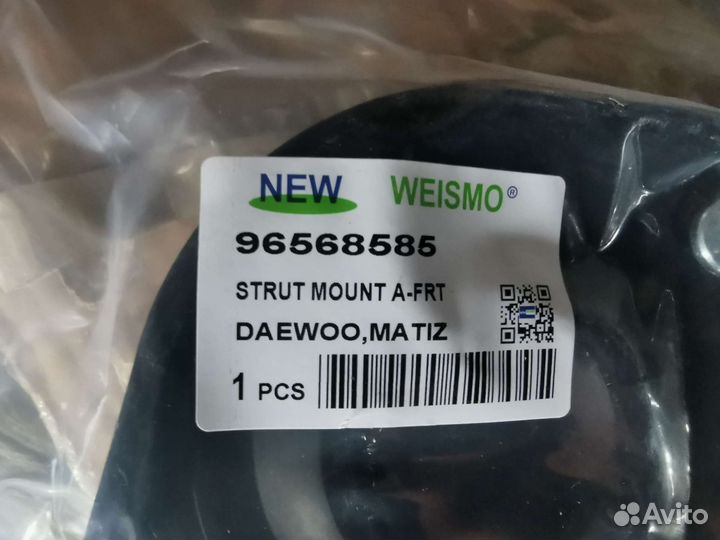 NEW WEISMO®
96568585
STRUT MOUNT A-FRT
DAEWOO,MATIZ
1 PCS
Avito